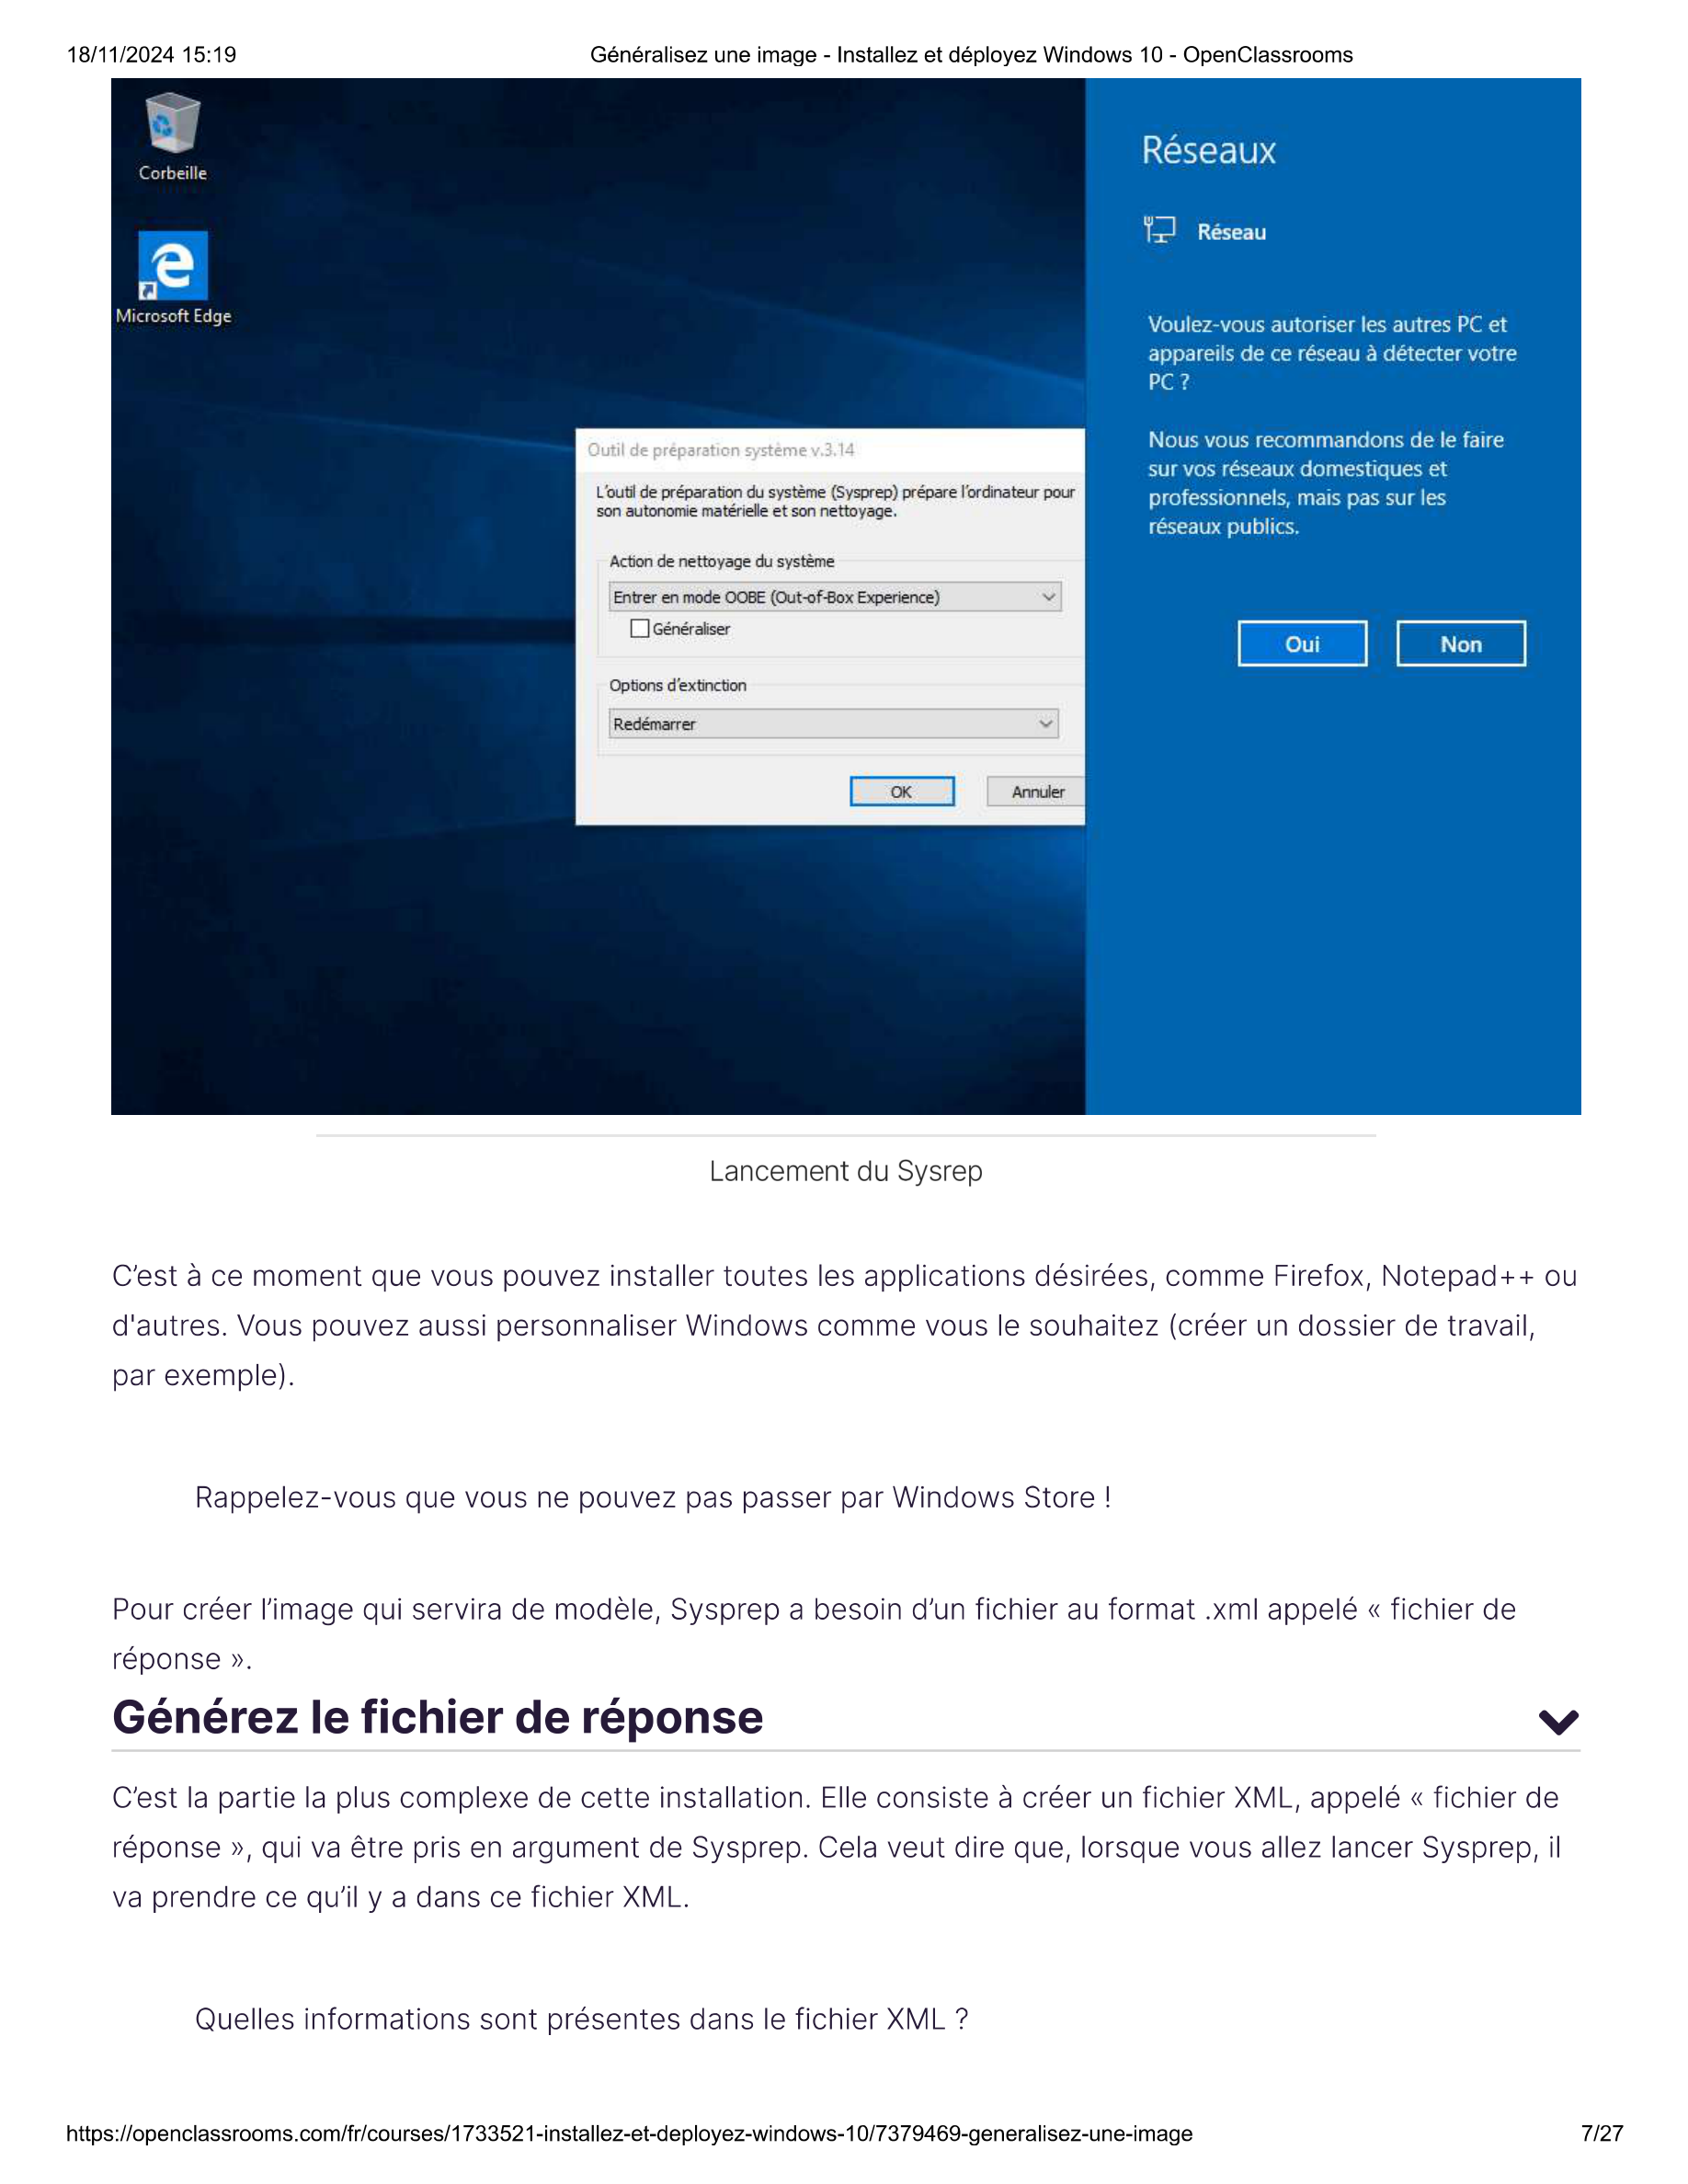 18/11/2024 15:19
Généralisez une image - Installez et déployez Windows 10 - OpenClassrooms
Corbeille
Microsoft Edge
Outil de préparation système v.3.14
L'outil de préparation du système (Sysprep) prépare l'ordinateur pour
son autonomie matérielle et son nettoyage.
Action de nettoyage du système
Entrer en mode OOBE (Out-of-Box Experience)
Généraliser
Options d'extinction
Redémarrer
OK
Annuler
Réseaux
Réseau
Voulez-vous autoriser les autres PC et
appareils de ce réseau à détecter votre
PC ?
Nous vous recommandons de le faire
sur vos réseaux domestiques et
professionnels, mais pas sur les
réseaux publics.
Oui
Non
Lancement du Sysrep
C’est à ce moment que vous pouvez installer toutes les applications désirées, comme Firefox, Notepad++ ou
d'autres. Vous pouvez aussi personnaliser Windows comme vous le souhaitez (créer un dossier de travail,
par exemple).
Rappelez-vous que vous ne pouvez pas passer par Windows Store !
Pour créer l’image qui servira de modèle, Sysprep a besoin d’un fichier au format .xml appelé « fichier de
réponse ».
Générez le fichier de réponse
C’est la partie la plus complexe de cette installation. Elle consiste à créer un fichier XML, appelé « fichier de
réponse », qui va être pris en argument de Sysprep. Cela veut dire que, lorsque vous allez lancer Sysprep, il
va prendre ce qu’il y a dans ce fichier XML.
Quelles informations sont présentes dans le fichier XML ?
https://openclassrooms.com/fr/courses/1733521-installez-et-deployez-windows-10/7379469-generalisez-une-image
7/27